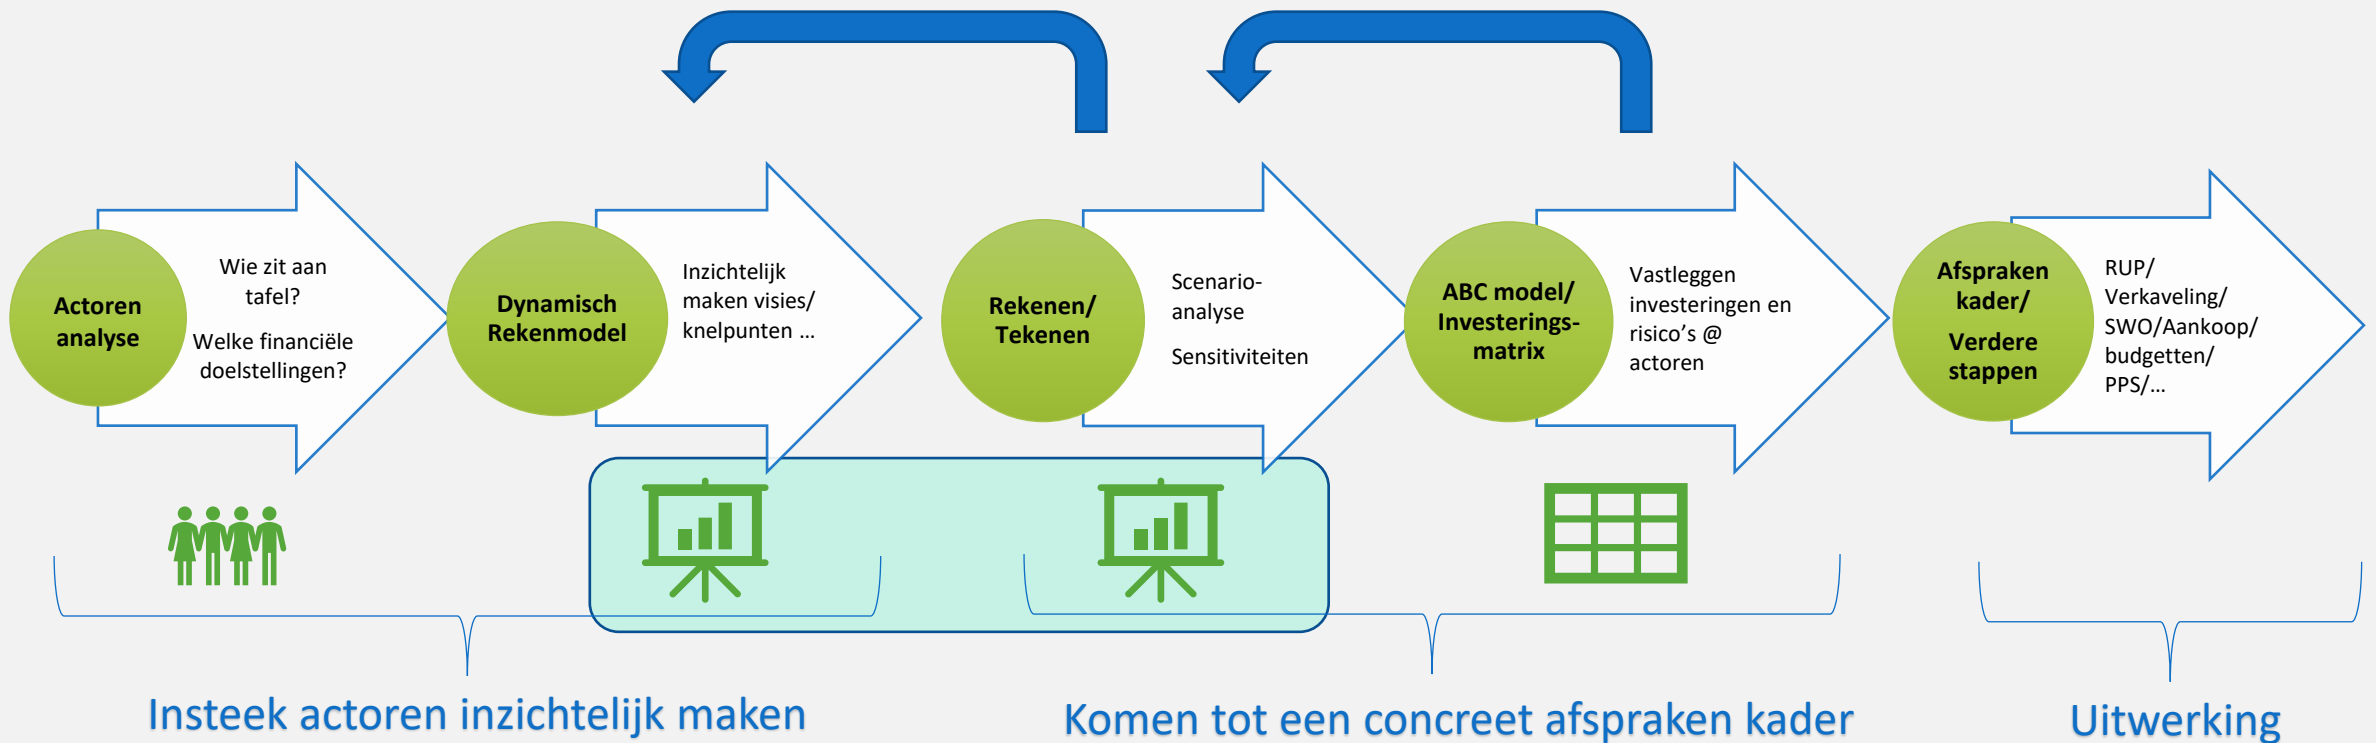 Actoren
analyse
Wie zit aan
tafel?
Welke financiële
doelstellingen?
Dynamisch
Rekenmodel
Inzichtelijk
maken visies/
knelpunten ...
Rekenen/
Tekenen
Scenario-
analyse
Sensitiviteiten
ABC model/
Investerings-
matrix
Vastleggen
investeringen en
risico's @
actoren
Afspraken
kader/
Verdere
stappen
RUP/
Verkaveling/
SWO/Aankoop/
budgetten/
PPS/...
Insteek actoren inzichtelijk maken
Komen tot een concreet afspraken kader
Uitwerking